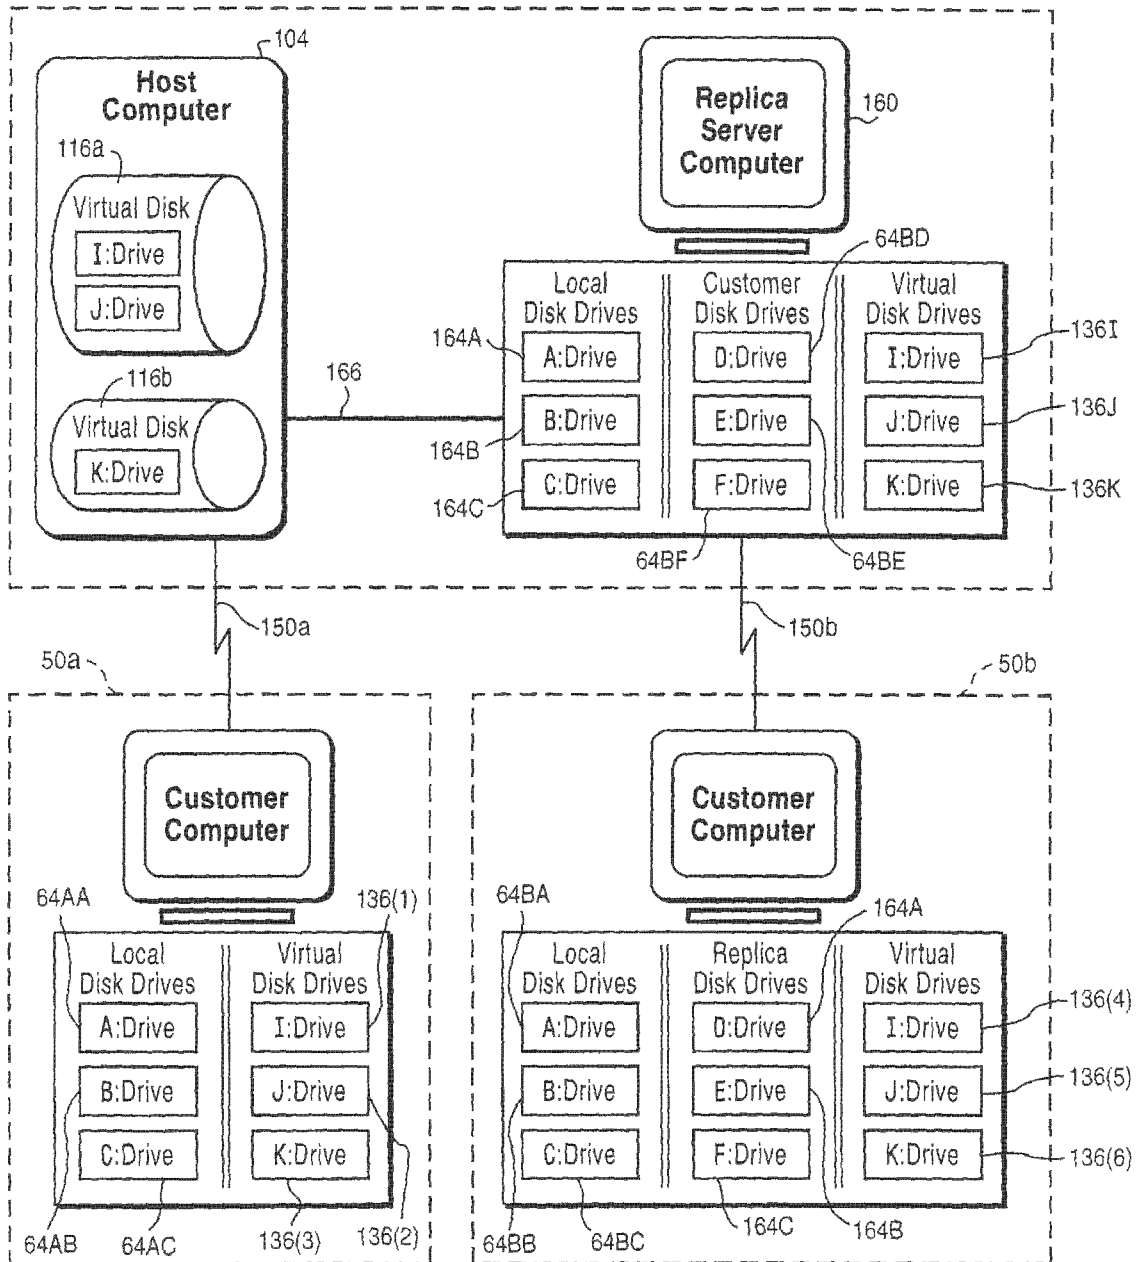 104
Host
Computer
116a
Virtual Disk
I:Drive
J:Drive
116b
Virtual Disk
K:Drive
166
Replica
Server
Computer
160
64BD
Local
Disk Drives
Customer
Disk Drives
Virtual
Disk Drives
164A
A:Drive
D:Drive
I:Drive
136I
164B
B:Drive
E:Drive
J:Drive
136J
164C
C:Drive
F:Drive
K:Drive
136K
64BF
64BE
150a
150b
50a
50b
Customer
Computer
64AA
136(1)
Local
Disk Drives
Virtual
Disk Drives
A:Drive
I:Drive
B:Drive
J:Drive
C:Drive
K:Drive
64AB
64AC
136(3)
136(2)
Customer
Computer
64BA
164A
Local
Disk Drives
Replica
Disk Drives
Virtual
Disk Drives
A:Drive
D:Drive
I:Drive
136(4)
B:Drive
E:Drive
J:Drive
136(5)
C:Drive
F:Drive
K:Drive
136(6)
64BB
64BC
164C
164B